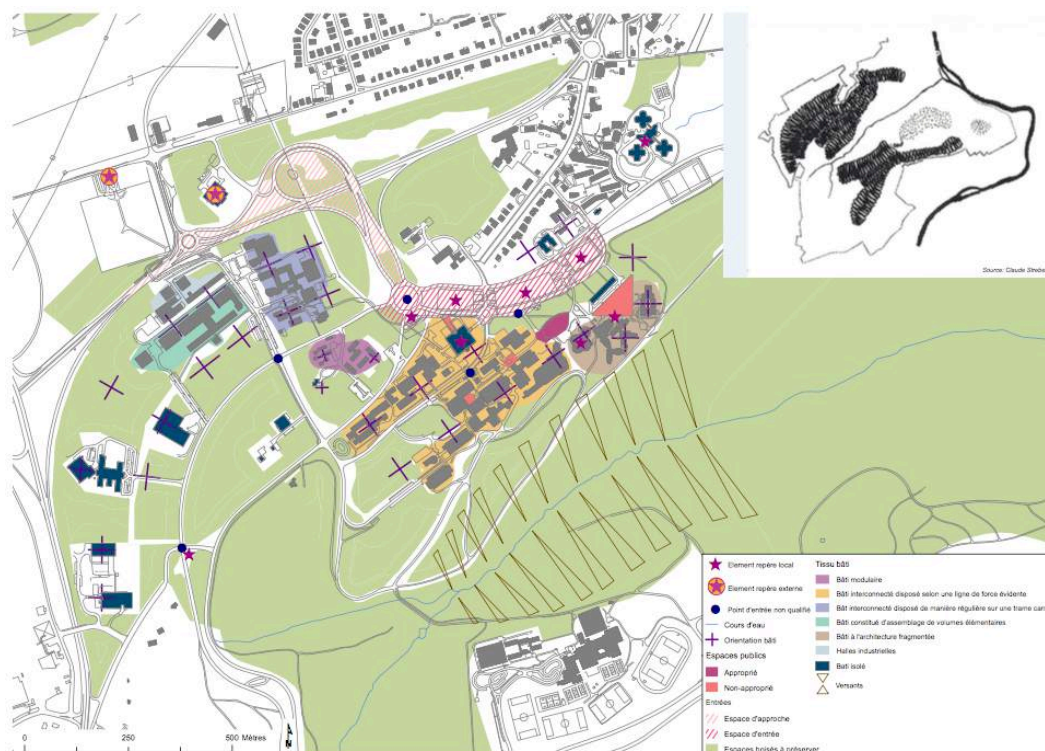 Source: Claude Strebe
Element repère local
Element repère externe
Point d'entrée non qualifié
Cours d'eau
Orientation bâti
Espaces publics
Approprié
Non-approprié
Entrées
Espace d'approche
Espace d'entrée
Espaces boisés à préserver
Tissu bâti
Bâti modulaire
Bâti interconnecté disposé selon une ligne de force évidente
Bât interconnecté disposé de manière régulière sur une trame carr
Bâti constitué d'assemblage de volumes élémentaires
Bâti à l'architecture fragmentée
Halles industrielles
Bati isolé
Versants
0 250 500 Mètres